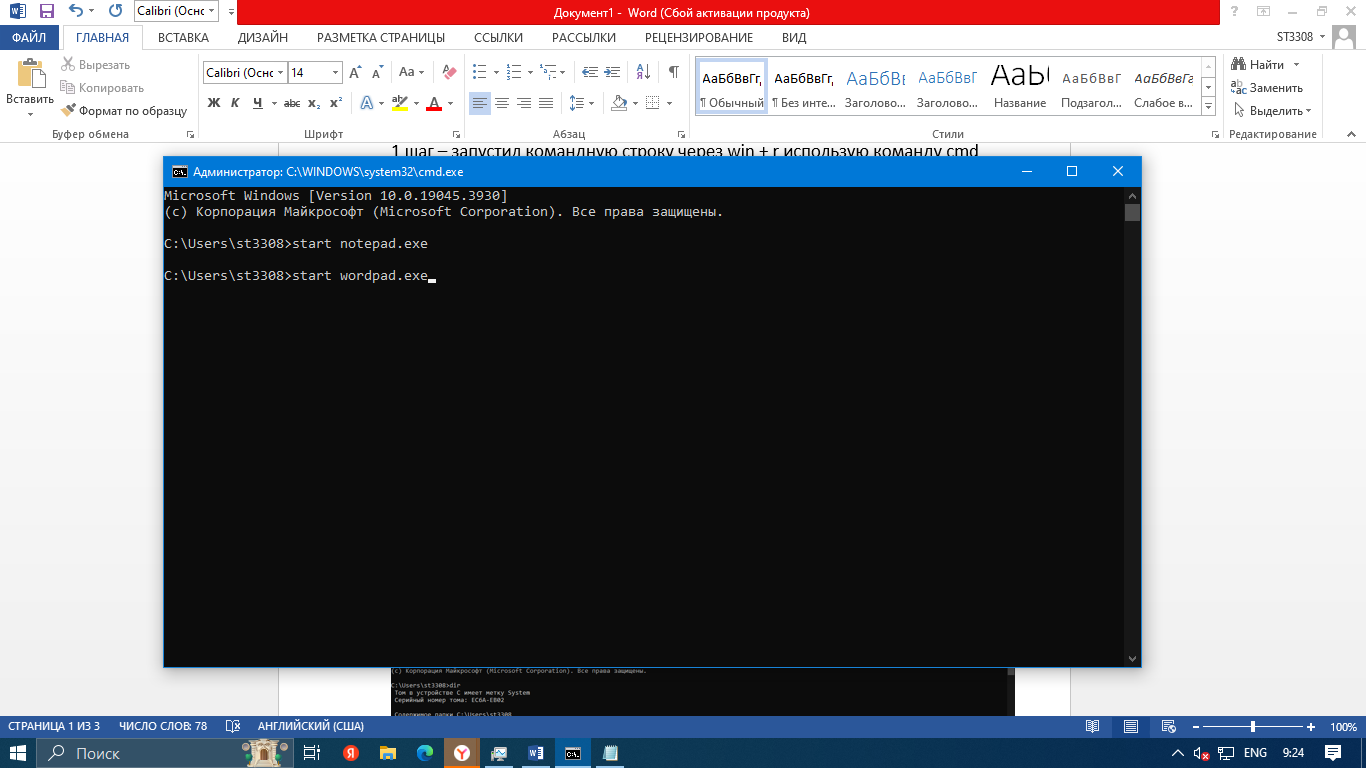 Calibri (Оснс
Документ1 - Word (Сбой активации продукта)
ФАЙЛ
ГЛАВНАЯ
ВСТАВКА
ДИЗАЙН
РАЗМЕТКА СТРАНИЦЫ
ССЫЛКИ
РАССЫЛКИ
РЕЦЕНЗИРОВАНИЕ
ВИД
ST3308
Вставить
Вырезать
Копировать
Формат по образцу
Calibri (Оснс
14
Аа
Ж К Ч abc x₂ x²
АаБбВвГг,
¶ Обычный
АаБбВвГг,
¶ Без инте...
АаБбВı
Заголово...
АаБбВвГ
Заголово...
АаЬ
Название
АаБбВвГ
Подзагол...
АаБбВвГг
Слабое в...
Найти
Заменить
Выделить
Буфер обмена
Шрифт
Абзац
Стили
Редактирование
1 шаг – запустил командную строку через win + r использую команду cmd
Администратор: C:\WINDOWS\system32\cmd.exe
Microsoft Windows [Version 10.0.19045.3930]
(c) Корпорация Майкрософт (Microsoft Corporation). Все права защищены.
C:\Users\st3308>start notepad.exe
C:\Users\st3308>start wordpad.exe
(c) Корпорация Майкрософт (Microsoft Corporation). Все права защищены.
C:\Users\st3308>dir
Том в устройстве C имеет метку System
Серийный номер тома: EC6A-EB02
Содержимое папки C:\Users\st3308
СТРАНИЦА 1 ИЗ 3
ЧИСЛО СЛОВ: 78
АНГЛИЙСКИЙ (США)
100%
Поиск
ENG
9:24